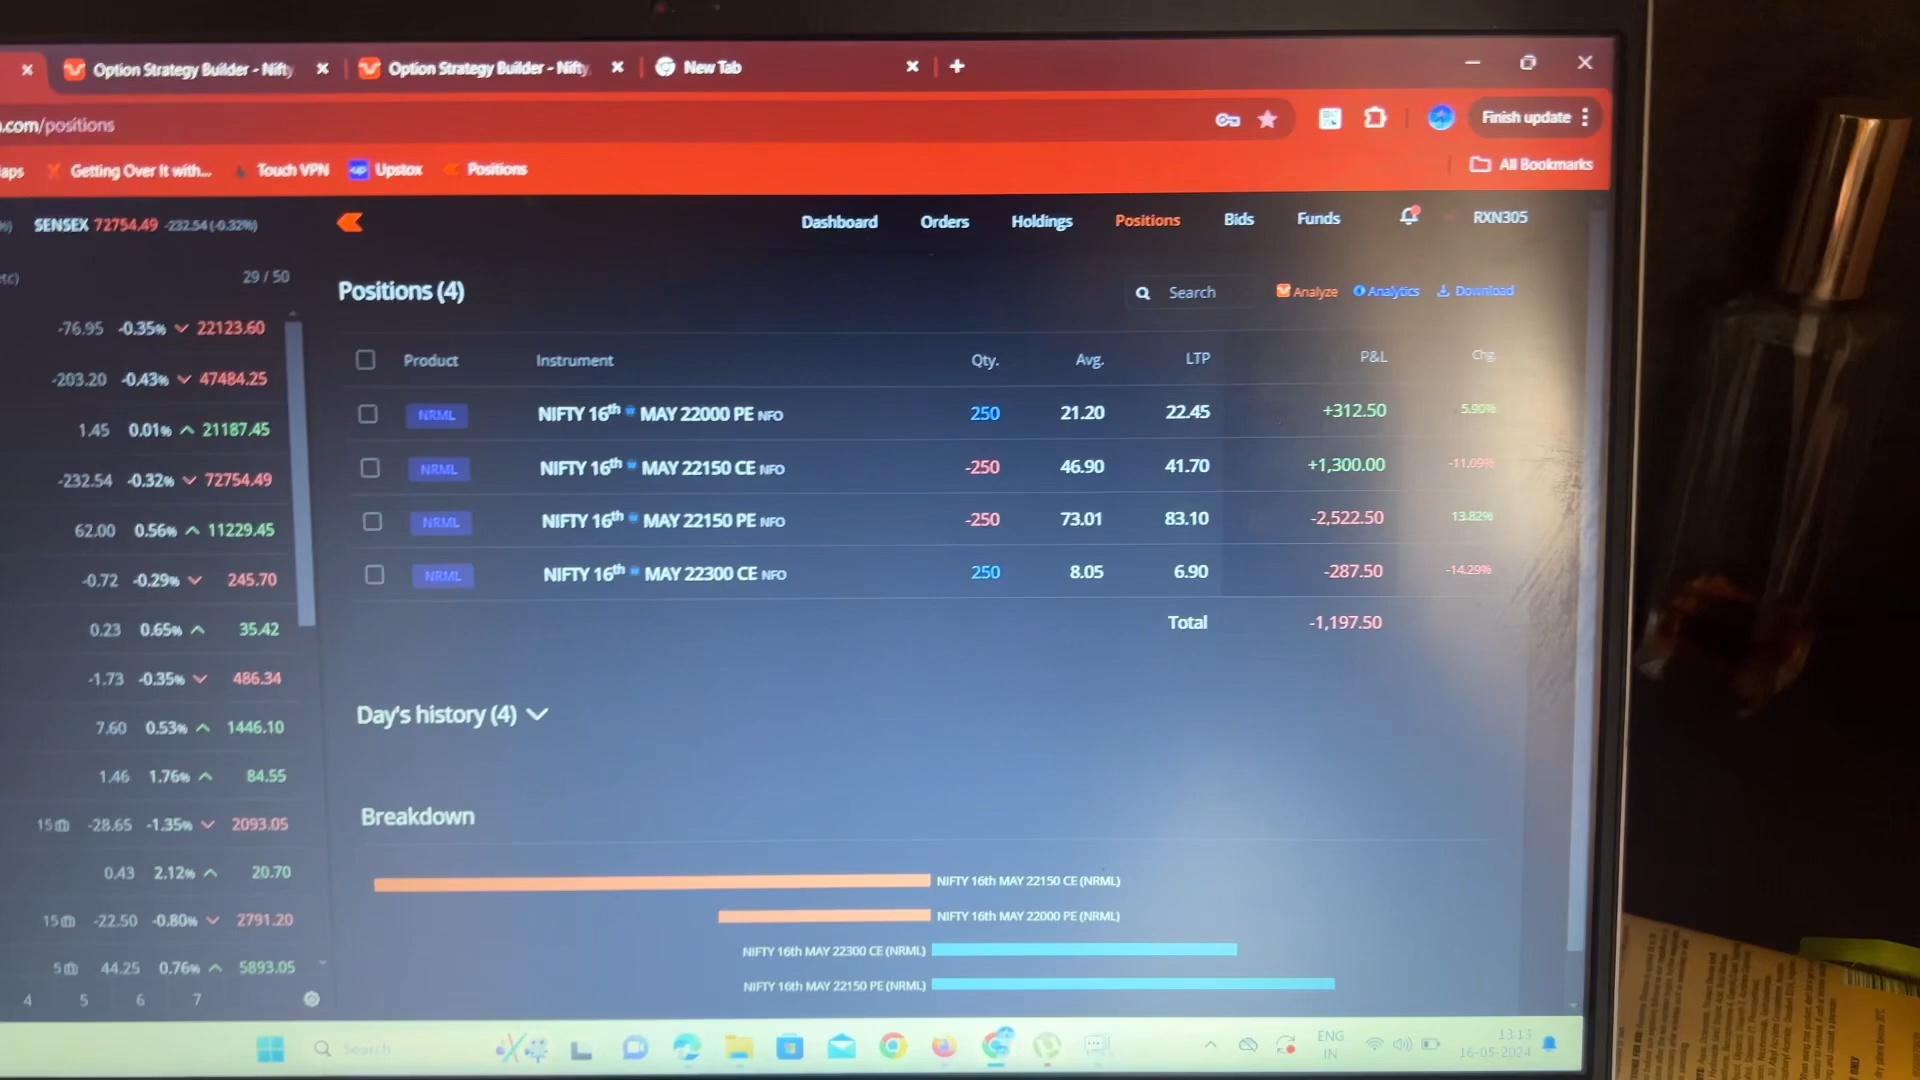 Option Strategy Builder - Nifty
Option Strategy Builder - Nifty
New Tab
.com/positions
Finish update
aps
Getting Over It with...
Touch VPN
Upstox
Positions
All Bookmarks
SENSEX 72754.49 -232.54 (-0.32%)
Dashboard
Orders
Holdings
Positions
Bids
Funds
RXN305
etc)
29 / 50
Positions (4)
Search
Analyze
Analytics
Download
-76.95 -0.35% 22123.60
-203.20 -0.43% 47484.25
1.45 0.01% 21187.45
-232.54 -0.32% 72754.49
62.00 0.56% 11229.45
-0.72 -0.29% 245.70
0.23 0.65% 35.42
-1.73 -0.35% 486.34
7.60 0.53% 1446.10
1.46 1.76% 84.55
15 -28.65 -1.35% 2093.05
0.43 2.12% 20.70
15 -22.50 -0.80% 2791.20
5 44.25 0.76% 5893.05
4 5 6 7
Product Instrument Qty. Avg. LTP P&L Chg.
NRML NIFTY 16th w MAY 22000 PE NFO 250 21.20 22.45 +312.50 5.90%
NRML NIFTY 16th w MAY 22150 CE NFO -250 46.90 41.70 +1,300.00 -11.09%
NRML NIFTY 16th w MAY 22150 PE NFO -250 73.01 83.10 -2,522.50 13.82%
NRML NIFTY 16th w MAY 22300 CE NFO 250 8.05 6.90 -287.50 -14.29%
Total -1,197.50
Day's history (4)
Breakdown
NIFTY 16th MAY 22150 CE (NRML)
NIFTY 16th MAY 22000 PE (NRML)
NIFTY 16th MAY 22300 CE (NRML)
NIFTY 16th MAY 22150 PE (NRML)
Search
ENG
IN
13:13
16-05-2024